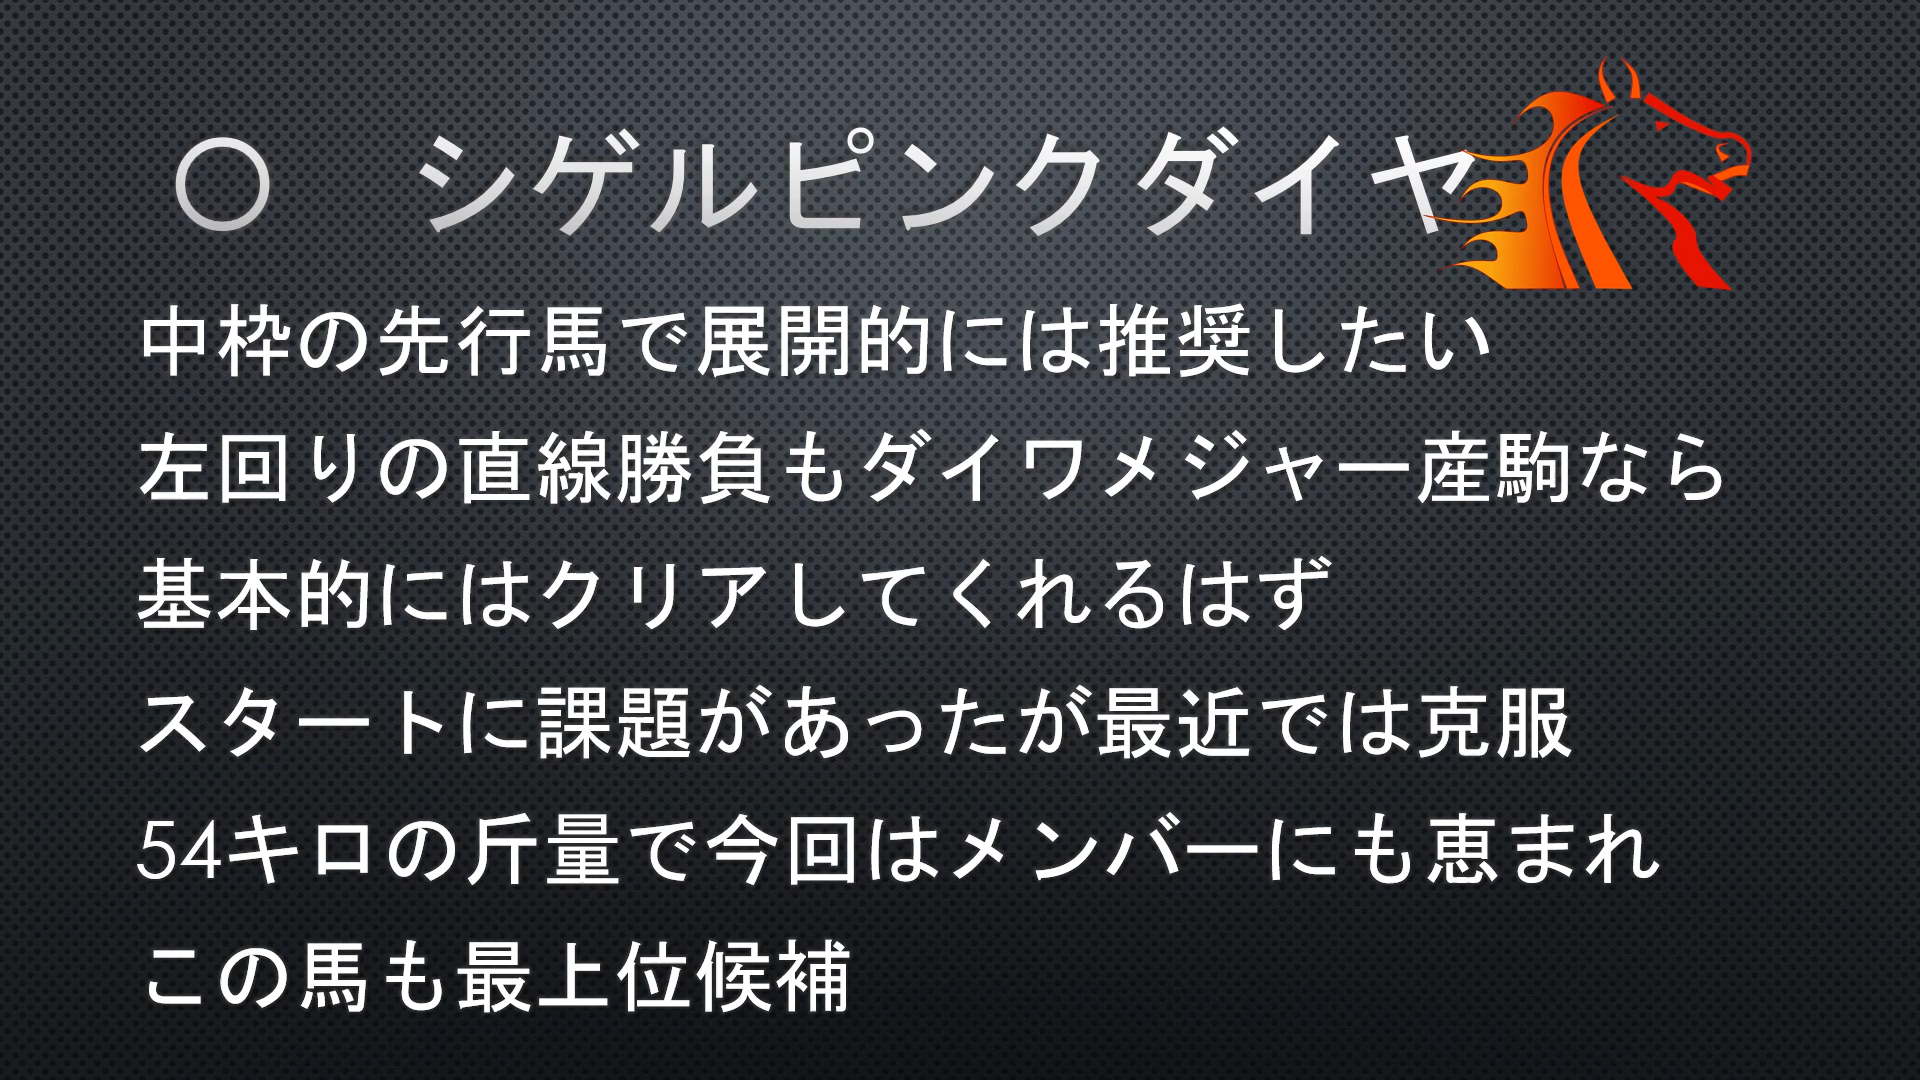 ○　シゲルピンクダイヤ
中枠の先行馬で展開的には推奨したい
左回りの直線勝負もダイワメジャー産駒なら
基本的にはクリアしてくれるはず
スタートに課題があったが最近では克服
54キロの斤量で今回はメンバーにも恵まれ
この馬も最上位候補